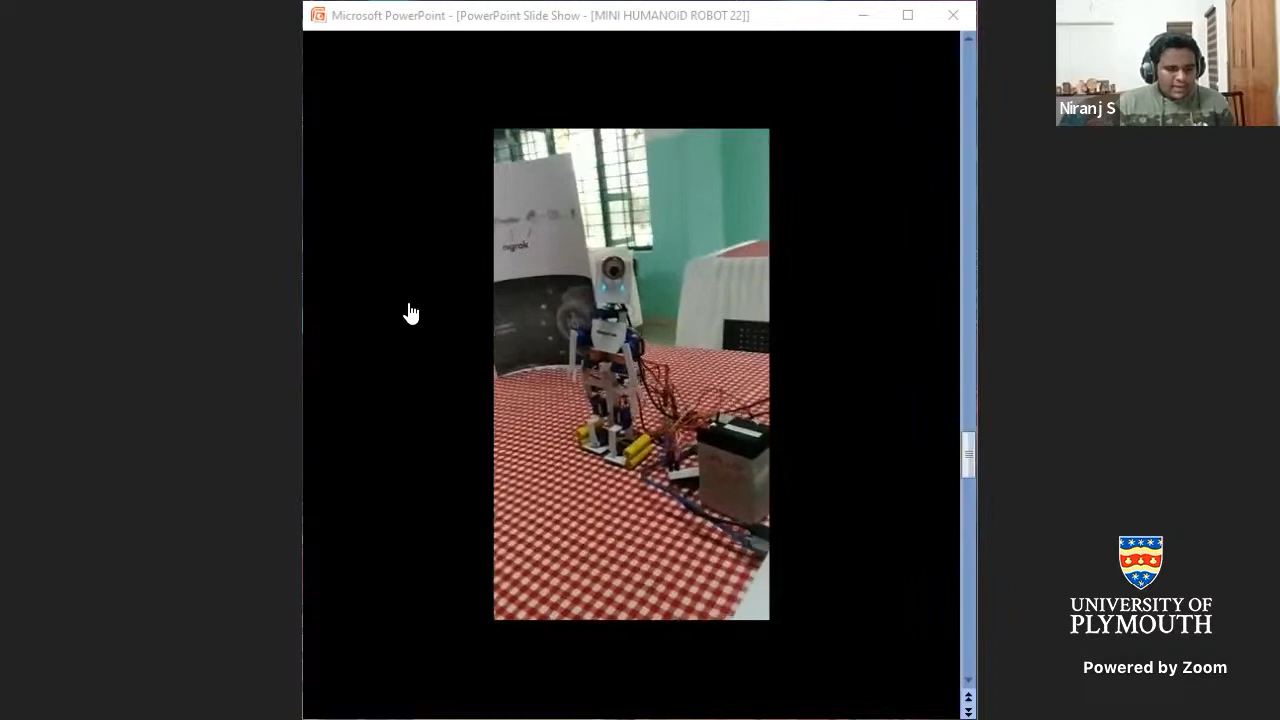 Microsoft PowerPoint - [PowerPoint Slide Show - [MINI HUMANOiD ROBOT 22]]
Niranj S
UNIVERSITY OF
PLYMOUTH
Powered by Zoom